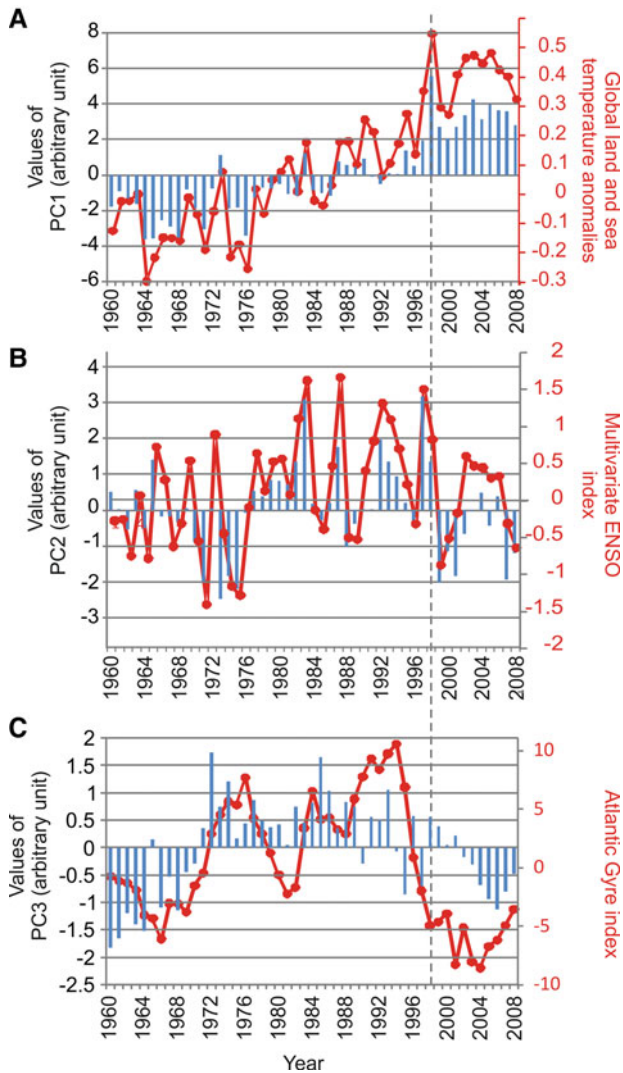 A
Values of
PC1 (arbitrary unit)
8
6
4
2
0
-2
-4
-6
0.5
0.4
0.3
0.2
0.1
0
-0.1
-0.2
-0.3
Global land and sea
temperature anomalies
1960 1964 1968 1972 1976 1980 1984 1988 1992 1996 2000 2004 2008
B
Values of
PC2 (arbitrary unit)
4
3
2
1
0
-1
-2
-3
2
1.5
1
0.5
0
-0.5
-1
-1.5
-2
Multivariate ENSO
index
1960 1964 1968 1972 1976 1980 1984 1988 1992 1996 2000 2004 2008
C
Values of
PC3 (arbitrary unit)
2
1.5
1
0.5
0
-0.5
-1
-1.5
-2
2.5
10
5
0
-5
-10
Atlantic Gyre index
1960 1964 1968 1972 1976 1980 1984 1988 1992 1996 2000 2004 2008
Year